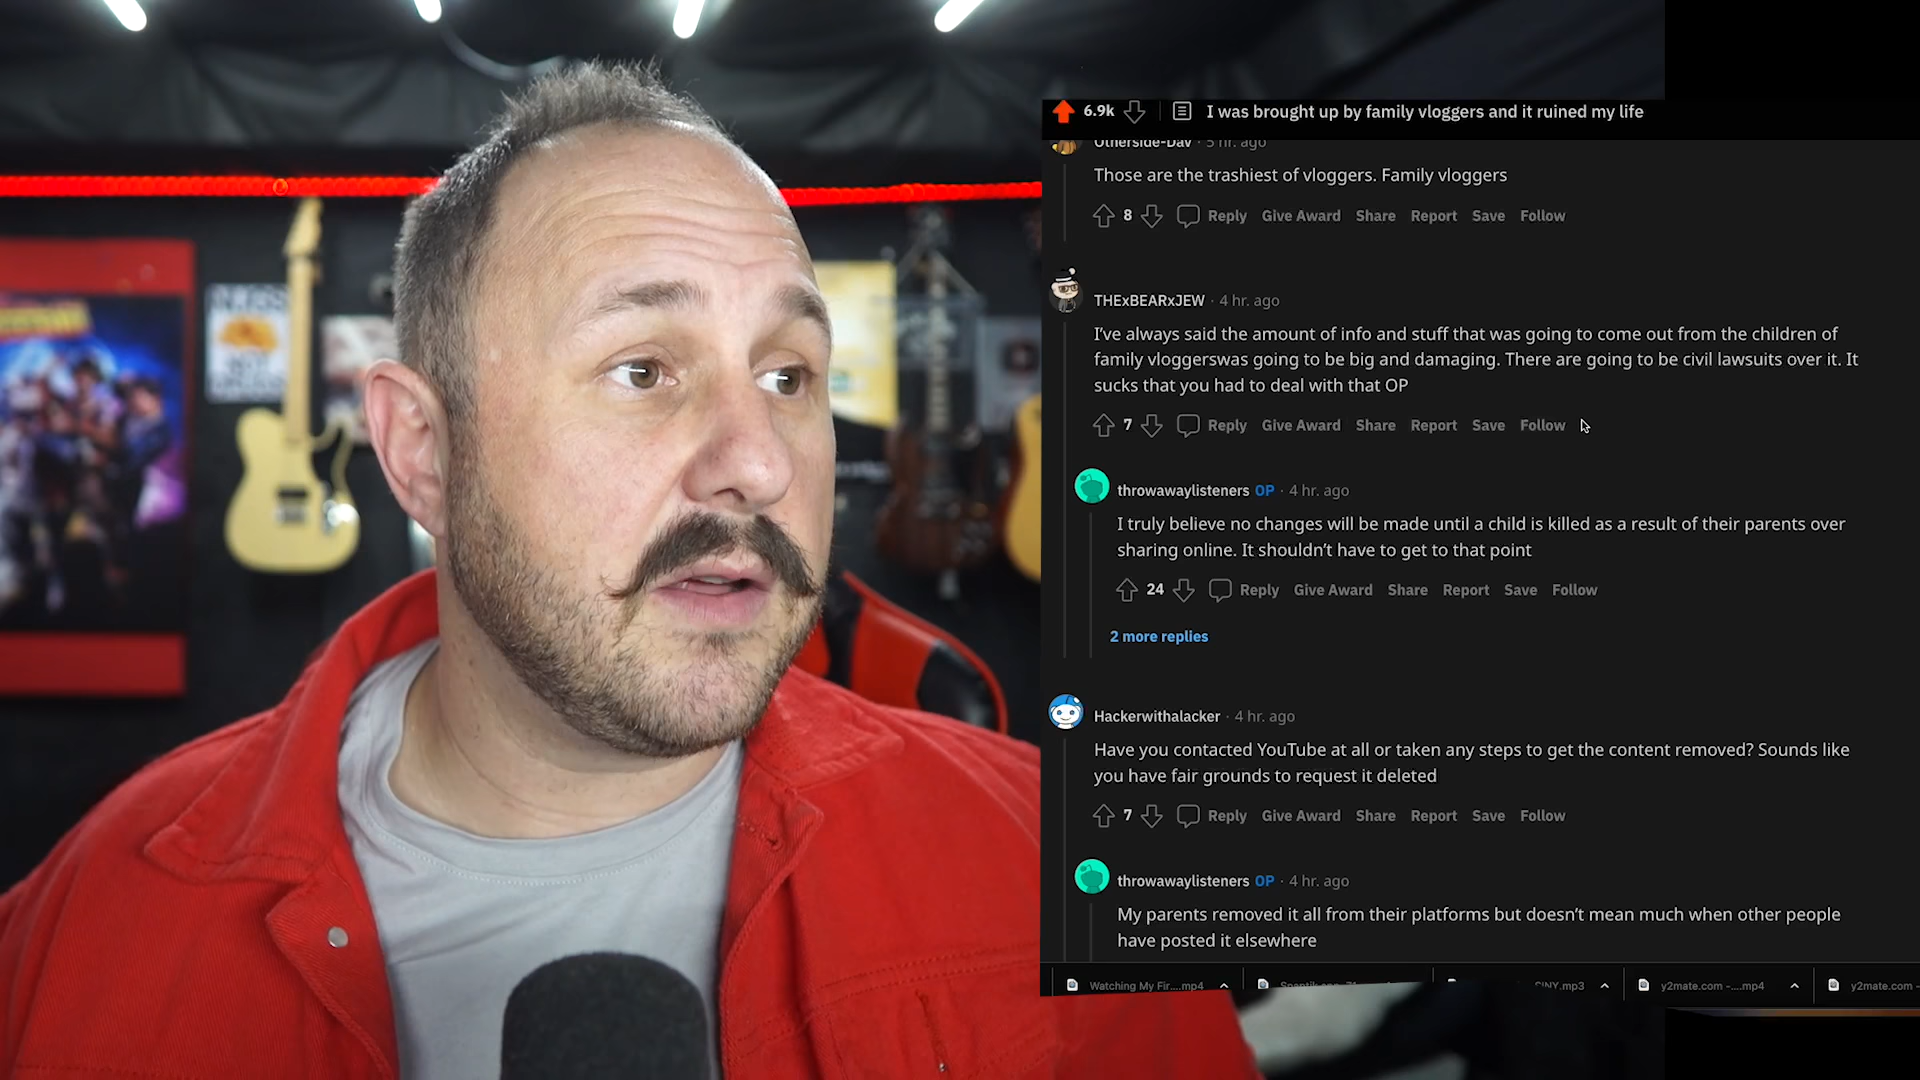 6.9k I was brought up by family vloggers and it ruined my life
Otherside-Dav · 5 hr. ago
Those are the trashiest of vloggers. Family vloggers
8 Reply Give Award Share Report Save Follow
THExBEARxJEW · 4 hr. ago
I've always said the amount of info and stuff that was going to come out from the children of
family vloggerswas going to be big and damaging. There are going to be civil lawsuits over it. It
sucks that you had to deal with that OP
7 Reply Give Award Share Report Save Follow
throwawaylisteners OP · 4 hr. ago
I truly believe no changes will be made until a child is killed as a result of their parents over
sharing online. It shouldn't have to get to that point
24 Reply Give Award Share Report Save Follow
2 more replies
Hackerwithalacker · 4 hr. ago
Have you contacted YouTube at all or taken any steps to get the content removed? Sounds like
you have fair grounds to request it deleted
7 Reply Give Award Share Report Save Follow
throwawaylisteners OP · 4 hr. ago
My parents removed it all from their platforms but doesn't mean much when other people
have posted it elsewhere
Watching My Fir....mp4 y2mate.com -....mp4 y2mate.com -